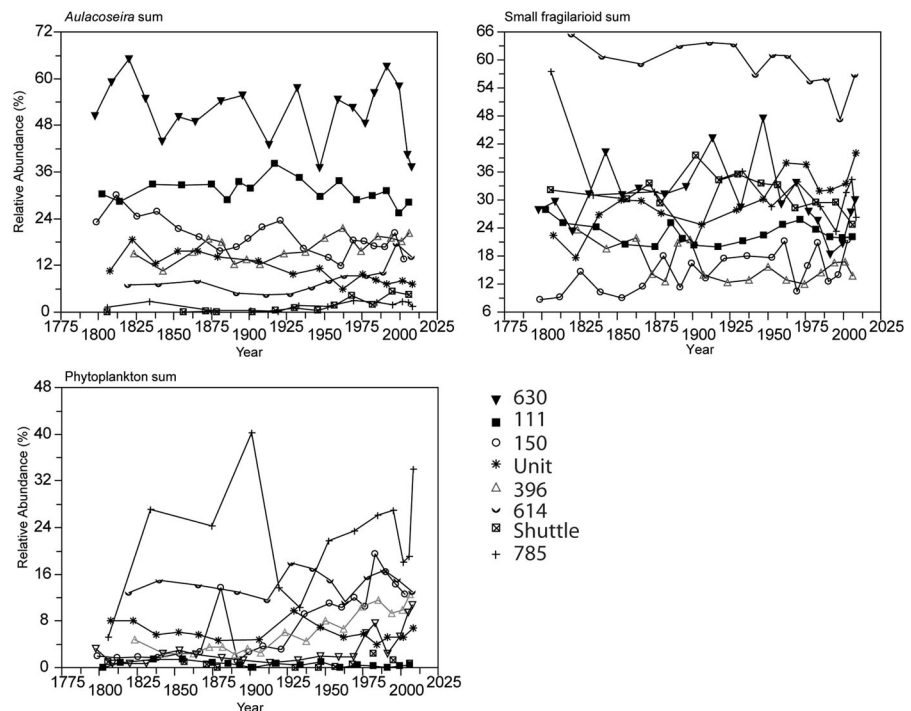 Aulacoseira sum
72
60
48
36
24
12
0
Relative Abundance (%)
1775 1800 1825 1850 1875 1900 1925 1950 1975 2000 2025
Year
Small fragilarioid sum
66
60
54
48
42
36
30
24
18
12
6
Relative Abundance (%)
1775 1800 1825 1850 1875 1900 1925 1950 1975 2000 2025
Year
Phytoplankton sum
48
40
32
24
16
8
0
Relative Abundance (%)
1775 1800 1825 1850 1875 1900 1925 1950 1975 2000 2025
Year
630
111
150
Unit
396
614
Shuttle
785